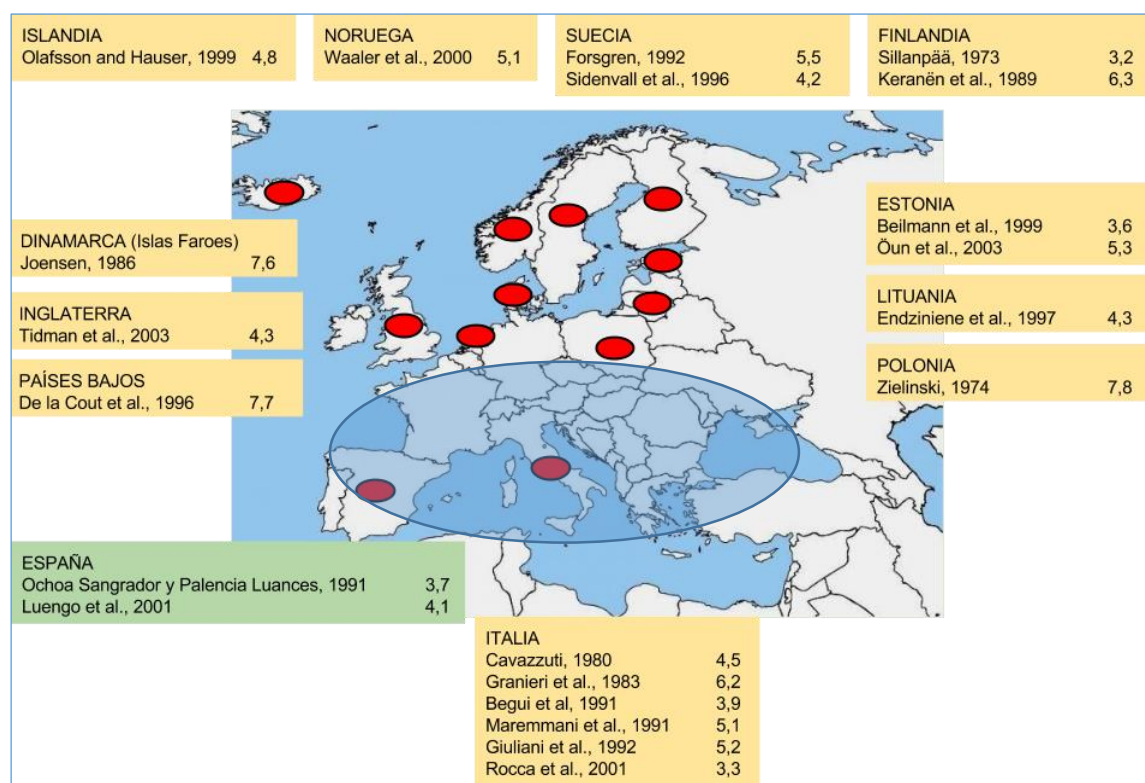 ISLANDIA
Olafsson and Hauser, 1999 4,8
NORUEGA
Waaler et al., 2000 5,1
SUECIA
Forsgren, 1992 5,5
Sidenvall et al., 1996 4,2
FINLANDIA
Sillanpää, 1973 3,2
Keranën et al., 1989 6,3
DINAMARCA (Islas Faroes)
Joensen, 1986 7,6
INGLATERRA
Tidman et al., 2003 4,3
PAÍSES BAJOS
De la Cout et al., 1996 7,7
ESTONIA
Beilmann et al., 1999 3,6
Öun et al., 2003 5,3
LITUANIA
Endziniene et al., 1997 4,3
POLONIA
Zielinski, 1974 7,8
ESPAÑA
Ochoa Sangrador y Palencia Luances, 1991 3,7
Luengo et al., 2001 4,1
ITALIA
Cavazzuti, 1980 4,5
Granieri et al., 1983 6,2
Begui et al, 1991 3,9
Maremmani et al., 1991 5,1
Giuliani et al., 1992 5,2
Rocca et al., 2001 3,3